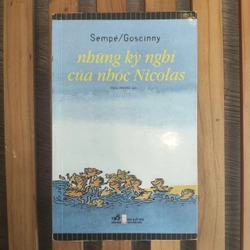 Sempé/Goscinny
những kỳ nghỉ
của nhóc Nicolas